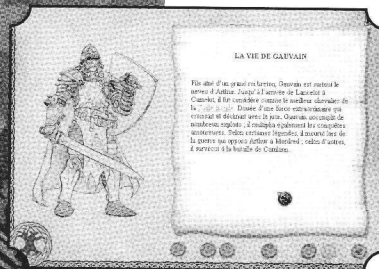 LA VIE DE GAUVAIN
Fils aîné d'un grand roi breton, Gauvain est surtout le
neveu d'Arthur. Jusqu'à l'arrivée de Lancelot à
Camelot, il fut considéré comme le meilleur chevalier de
la Table Ronde. Douée d'une force extraordinaire qui
croissait et déclinait avec le jour, Gauvain accomplit de
nombreux exploits ; il multiplia également les conquêtes
amoureuses. Selon certaines légendes, il mourut lors de
la guerre qui opposa Arthur à Mordred ; selon d'autres,
il survécut à la bataille de Camlann.